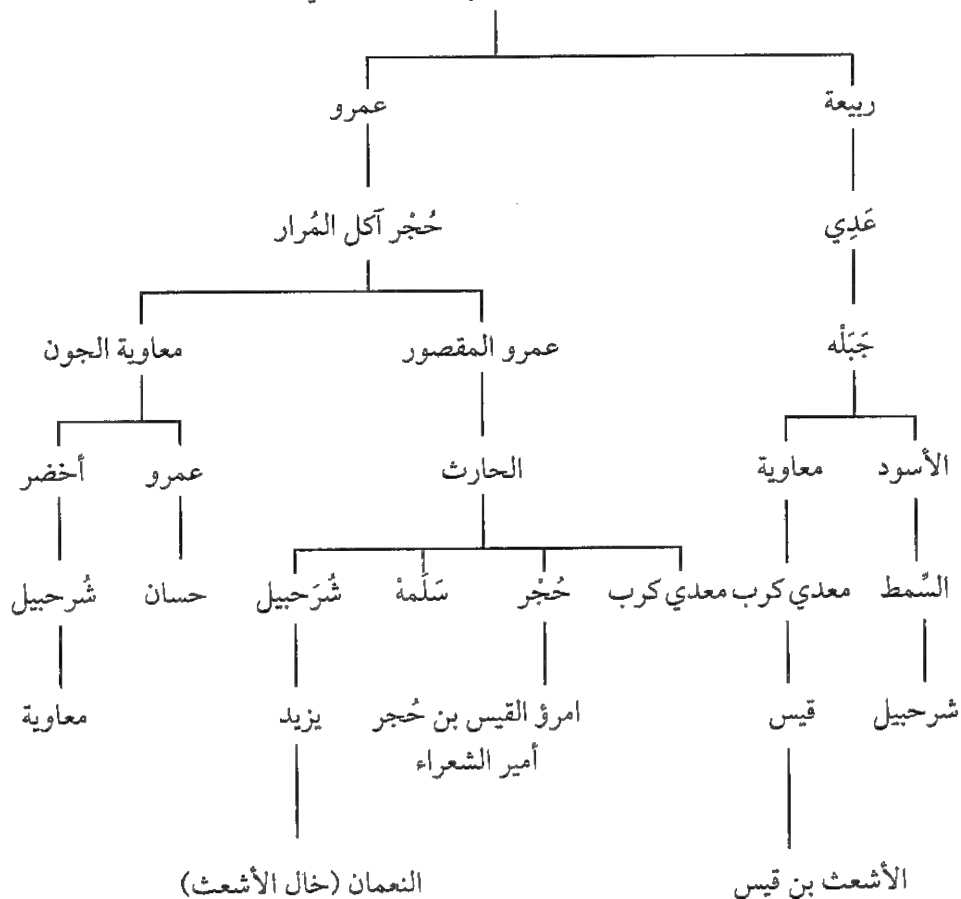 ربيعة عمرو
عَدِي حُجْر آكل المُرار
جَبَلْه عمرو المقصور معاوية الجون
الأسود معاوية الحارث عمرو أخضر
السِّمط معدي كرب معدي كرب حُجْر سَلَمهْ شُرَحبيل حسان شُرحبيل
شرحبيل قيس امرؤ القيس بن حُجر يزيد معاوية
أمير الشعراء
الأشعث بن قيس النعمان (خال الأشعث)